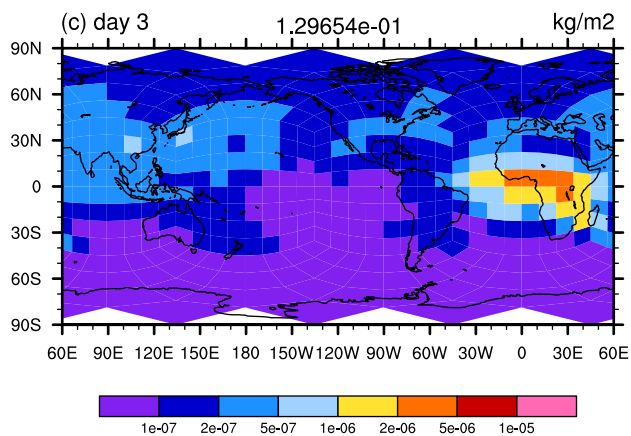 (c) day 3 1.29654e-01 kg/m2
90N
60N
30N
0
30S
60S
90S
60E 90E 120E 150E 180 150W 120W 90W 60W 30W 0 30E 60E
1e-07 2e-07 5e-07 1e-06 2e-06 5e-06 1e-05